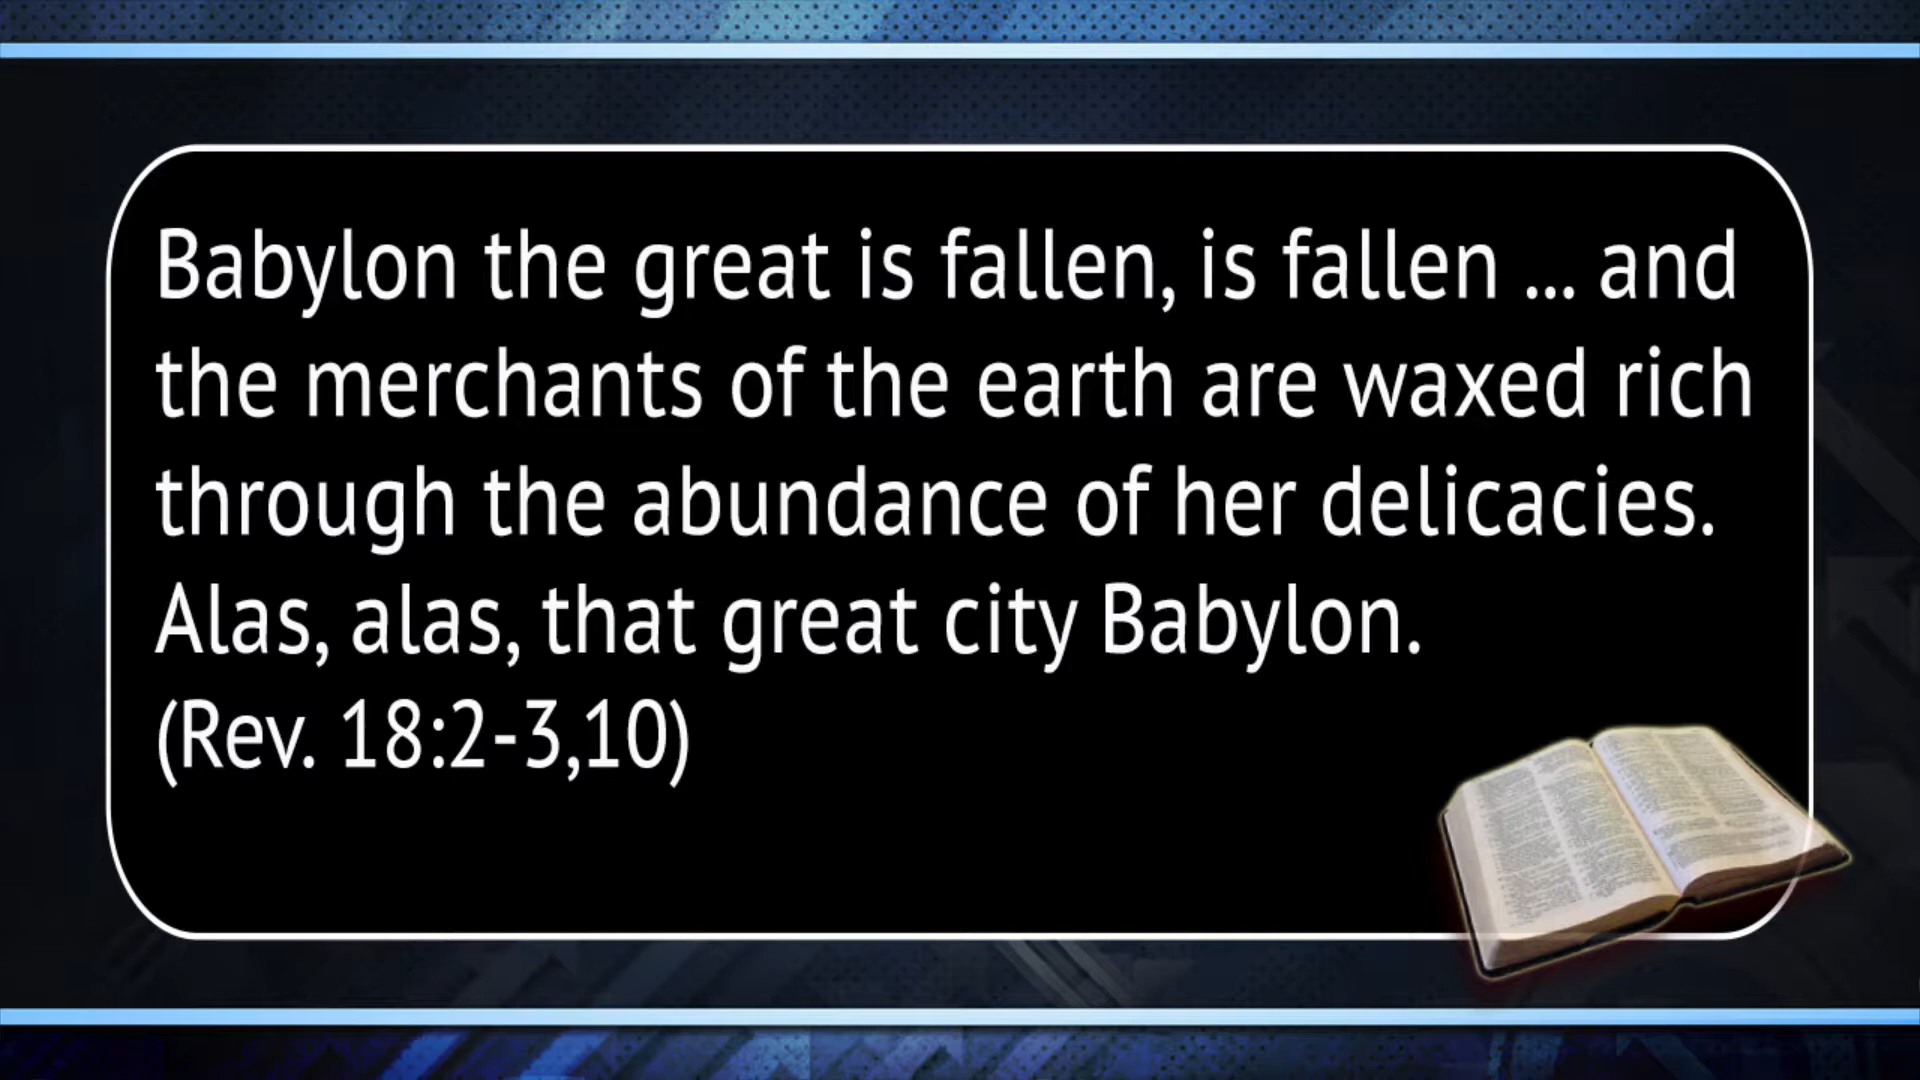 Babylon the great is fallen, is fallen ... and
the merchants of the earth are waxed rich
through the abundance of her delicacies.
Alas, alas, that great city Babylon.
(Rev. 18:2-3,10)